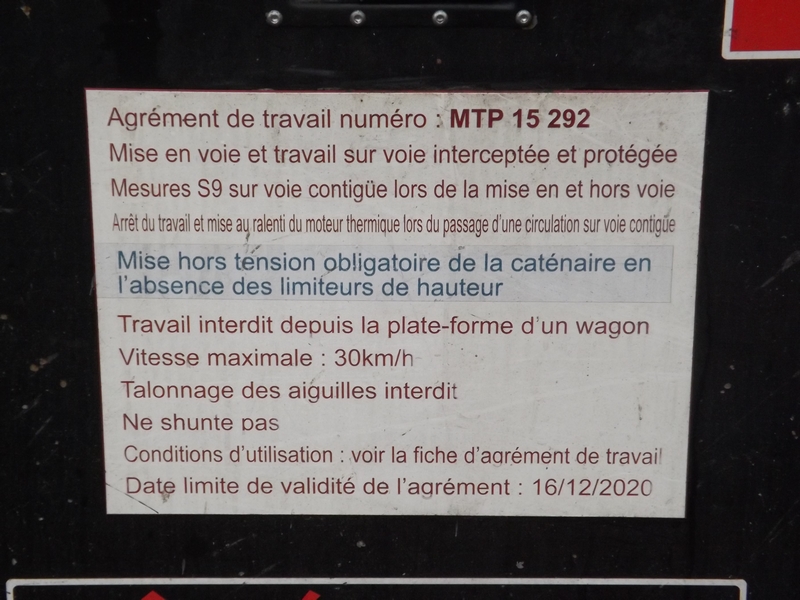 Agrément de travail numéro : MTP 15 292
Mise en voie et travail sur voie interceptée et protégée
Mesures S9 sur voie contigüe lors de la mise en et hors voie
Arrêt du travail et mise au ralenti du moteur thermique lors du passage d'une circulation sur voie contigüe
Mise hors tension obligatoire de la caténaire en
l'absence des limiteurs de hauteur
Travail interdit depuis la plate-forme d'un wagon
Vitesse maximale : 30km/h
Talonnage des aiguilles interdit
Ne shunte pas
Conditions d'utilisation : voir la fiche d'agrément de travail
Date limite de validité de l'agrément : 16/12/2020